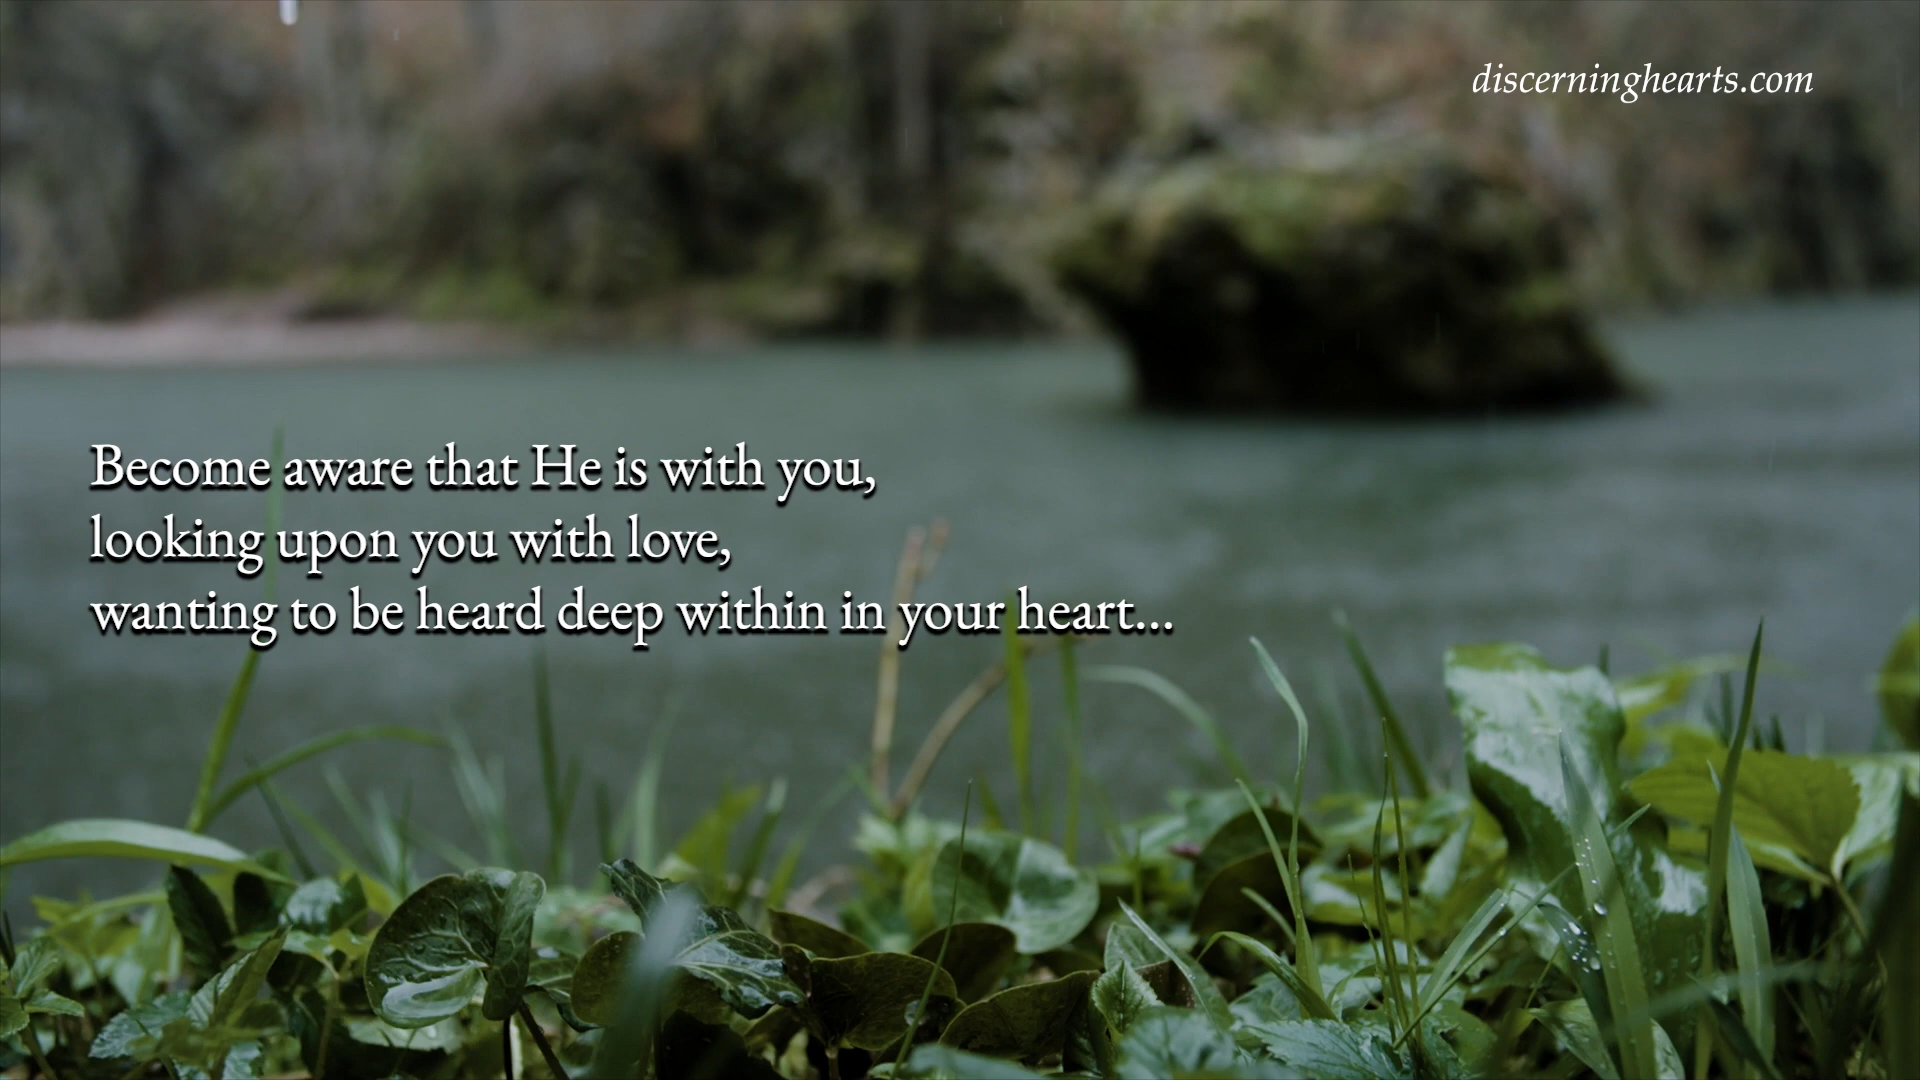 discerninghearts.com
Become aware that He is with you,
looking upon you with love,
wanting to be heard deep within in your heart...